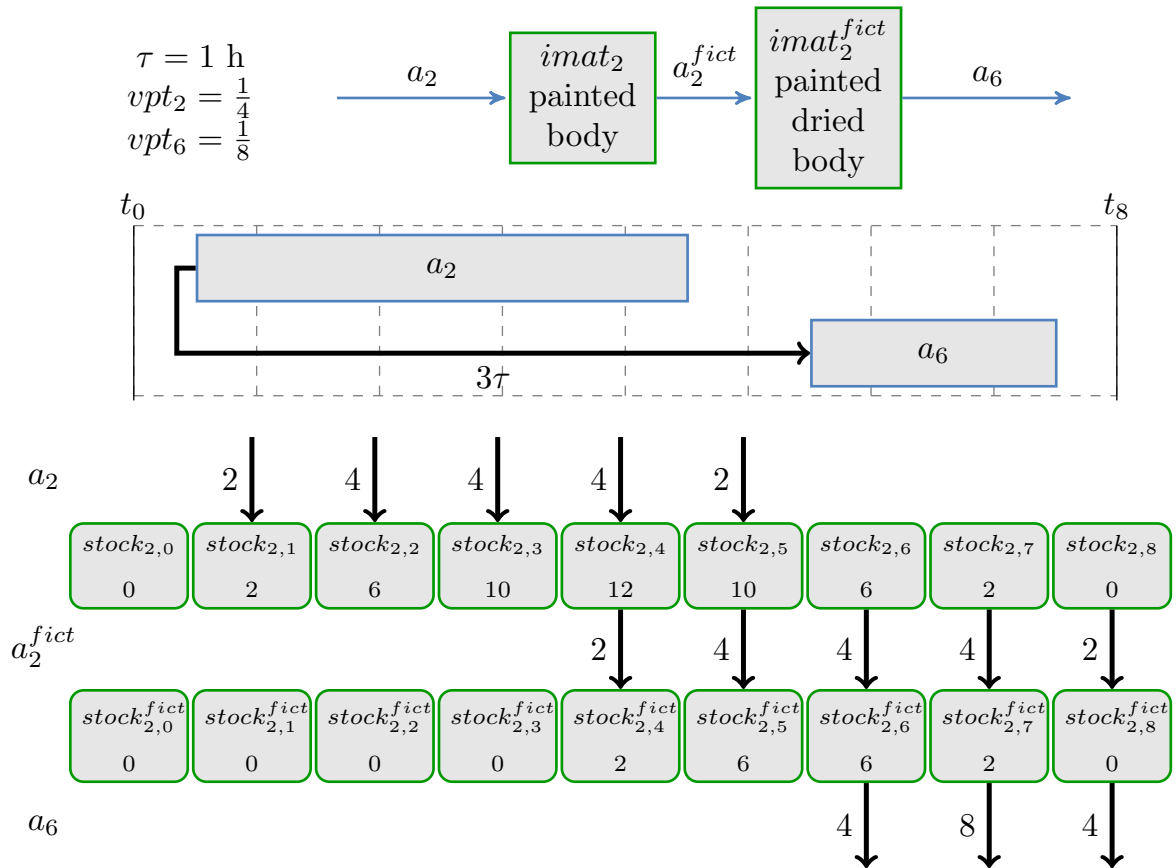 τ = 1 h
vpt₂ = 1/4
vpt₆ = 1/8
a₂
imat₂
painted
body
a₂^fict
imat₂^fict
painted
dried
body
a₆
t₀ t₈
a₂
a₆
3τ
a₂ 2 4 4 4 2
stock₂,₀ stock₂,₁ stock₂,₂ stock₂,₃ stock₂,₄ stock₂,₅ stock₂,₆ stock₂,₇ stock₂,₈
0 2 6 10 12 10 6 2 0
a₂^fict 2 4 4 4 2
stock₂,₀^fict stock₂,₁^fict stock₂,₂^fict stock₂,₃^fict stock₂,₄^fict stock₂,₅^fict stock₂,₆^fict stock₂,₇^fict stock₂,₈^fict
0 0 0 0 2 6 6 2 0
a₆ 4 8 4